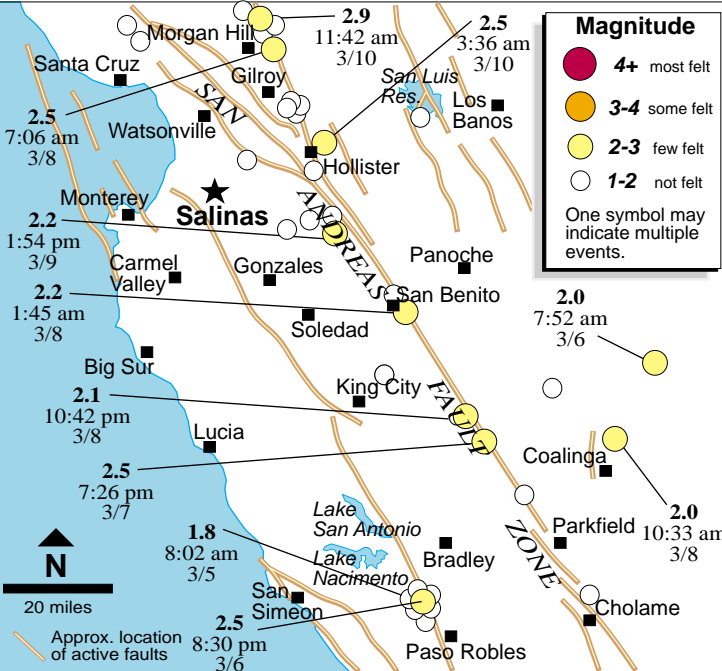 2.9
11:42 am
3/10
2.5
3:36 am
3/10
Magnitude
4+ most felt
3-4 some felt
2-3 few felt
1-2 not felt
One symbol may
indicate multiple
events.
Morgan Hill
Santa Cruz
Gilroy
San Luis
Res.
Los
Banos
SAN
2.5
7:06 am
3/8
Watsonville
Hollister
Monterey
Salinas
ANDREAS
2.2
1:54 pm
3/9
Carmel
Valley
Gonzales
Panoche
2.2
1:45 am
3/8
San Benito
Soledad
2.0
7:52 am
3/6
Big Sur
King City
FAULT
2.1
10:42 pm
3/8
Lucia
Coalinga
2.5
7:26 pm
3/7
2.0
10:33 am
3/8
Lake
San Antonio
1.8
8:02 am
3/5
Parkfield
ZONE
Bradley
Lake
Nacimento
N
20 miles
San
Simeon
Cholame
2.5
8:30 pm
3/6
Paso Robles
Approx. location
of active faults